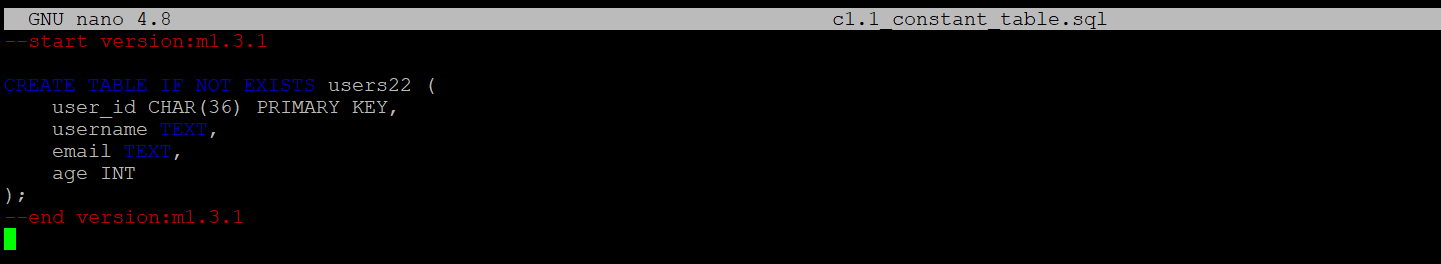 GNU nano 4.8 c1.1_constant_table.sql
--start version:m1.3.1
CREATE TABLE IF NOT EXISTS users22 (
    user_id CHAR(36) PRIMARY KEY,
    username TEXT,
    email TEXT,
    age INT
);
--end version:m1.3.1